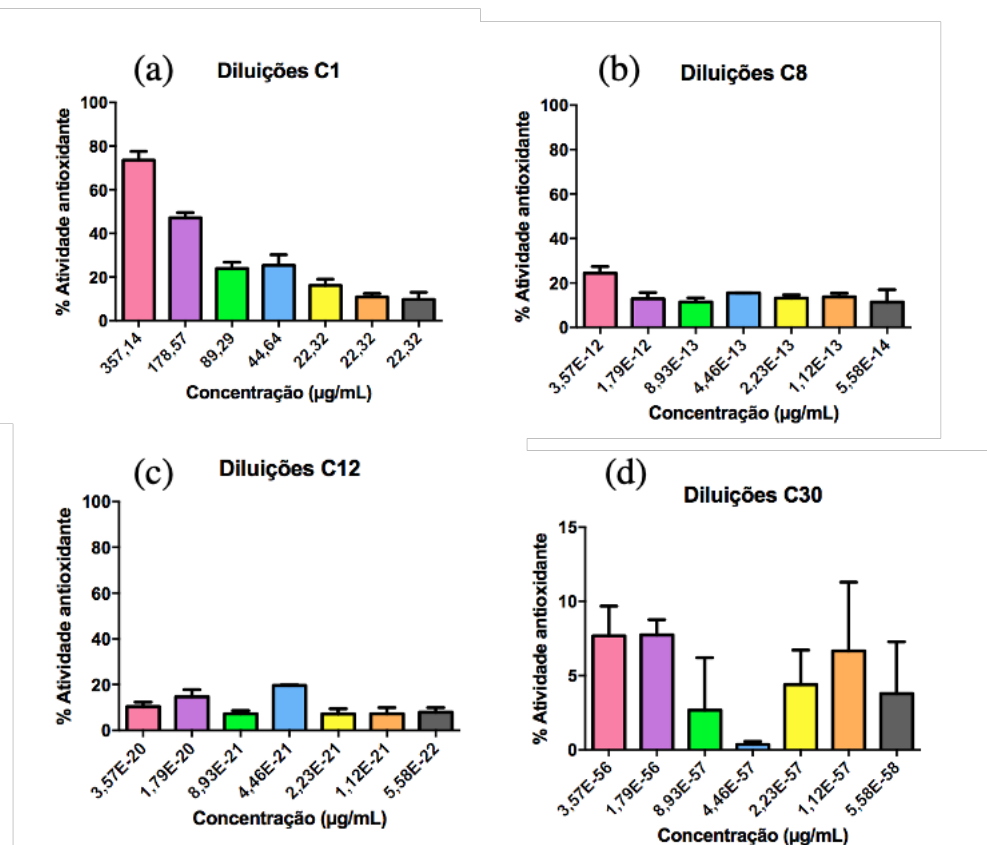 (a) Diluições C1
% Atividade antioxidante
100
80
60
40
20
0
357,14 178,57 89,29 44,64 22,32 22,32 22,32
Concentração (µg/mL)
(b) Diluições C8
% Atividade antioxidante
100
80
60
40
20
0
3,57E-12 1,79E-12 8,93E-13 4,46E-13 2,23E-13 1,12E-13 5,58E-14
Concentração (µg/mL)
(c) Diluições C12
% Atividade antioxidante
100
80
60
40
20
0
3,57E-20 1,79E-20 8,93E-21 4,46E-21 2,23E-21 1,12E-21 5,58E-22
Concentração (µg/mL)
(d) Diluições C30
% Atividade antioxidante
15
10
5
0
3,57E-56 1,79E-56 8,93E-57 4,46E-57 2,23E-57 1,12E-57 5,58E-58
Concentração (µg/mL)